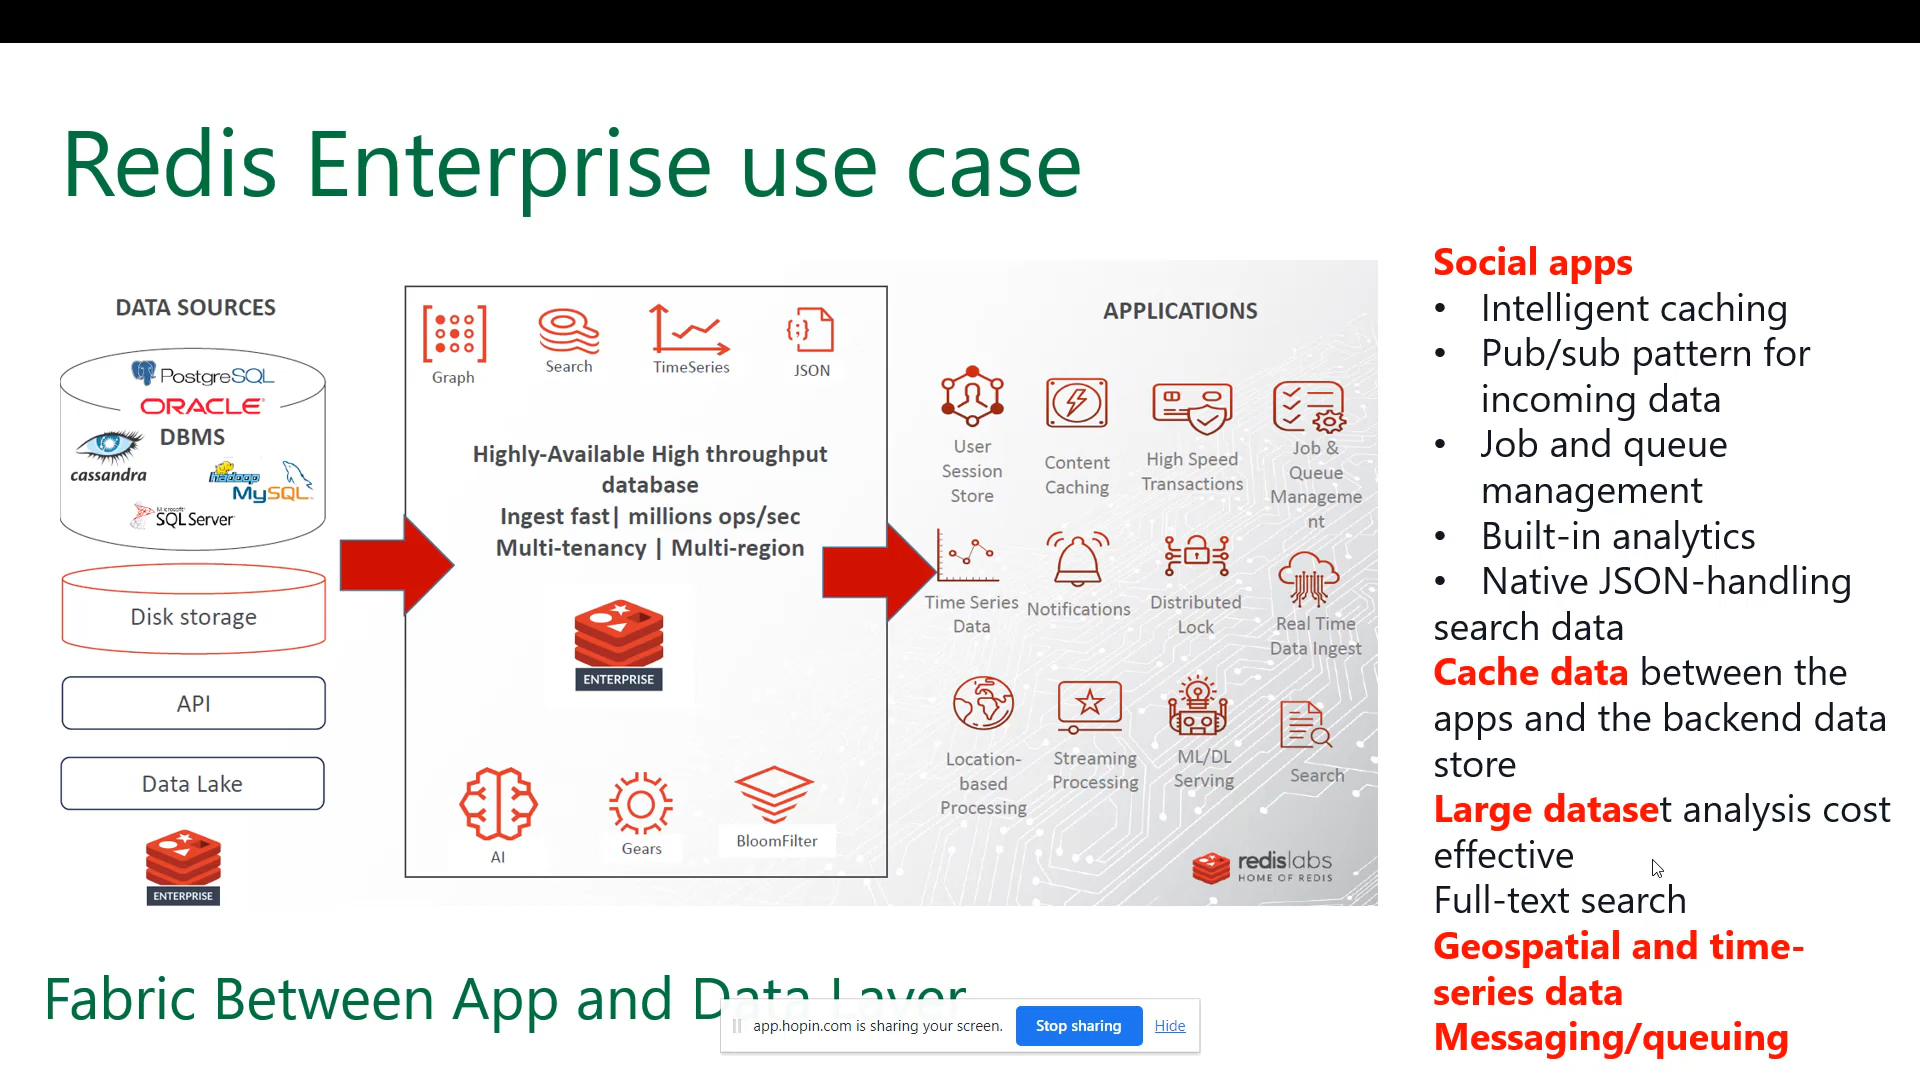 Redis Enterprise use case
DATA SOURCES
PostgreSQL
ORACLE
DBMS
cassandra
hadoop
MySQL
Microsoft
SQL Server
Disk storage
API
Data Lake
ENTERPRISE
Graph
Search
TimeSeries
JSON
Highly-Available High throughput
database
Ingest fast| millions ops/sec
Multi-tenancy | Multi-region
ENTERPRISE
AI
Gears
BloomFilter
APPLICATIONS
User
Session
Store
Content
Caching
High Speed
Transactions
Job &
Queue
Manageme
nt
Time Series
Data
Notifications
Distributed
Lock
Real Time
Data Ingest
Location-
based
Processing
Streaming
Processing
ML/DL
Serving
Search
redislabs
HOME OF REDIS
Social apps
• Intelligent caching
• Pub/sub pattern for
incoming data
• Job and queue
management
• Built-in analytics
• Native JSON-handling
search data
Cache data between the
apps and the backend data
store
Large dataset analysis cost
effective
Full-text search
Geospatial and time-
series data
Messaging/queuing
Fabric Between App and Data Layer
app.hopin.com is sharing your screen.
Stop sharing
Hide